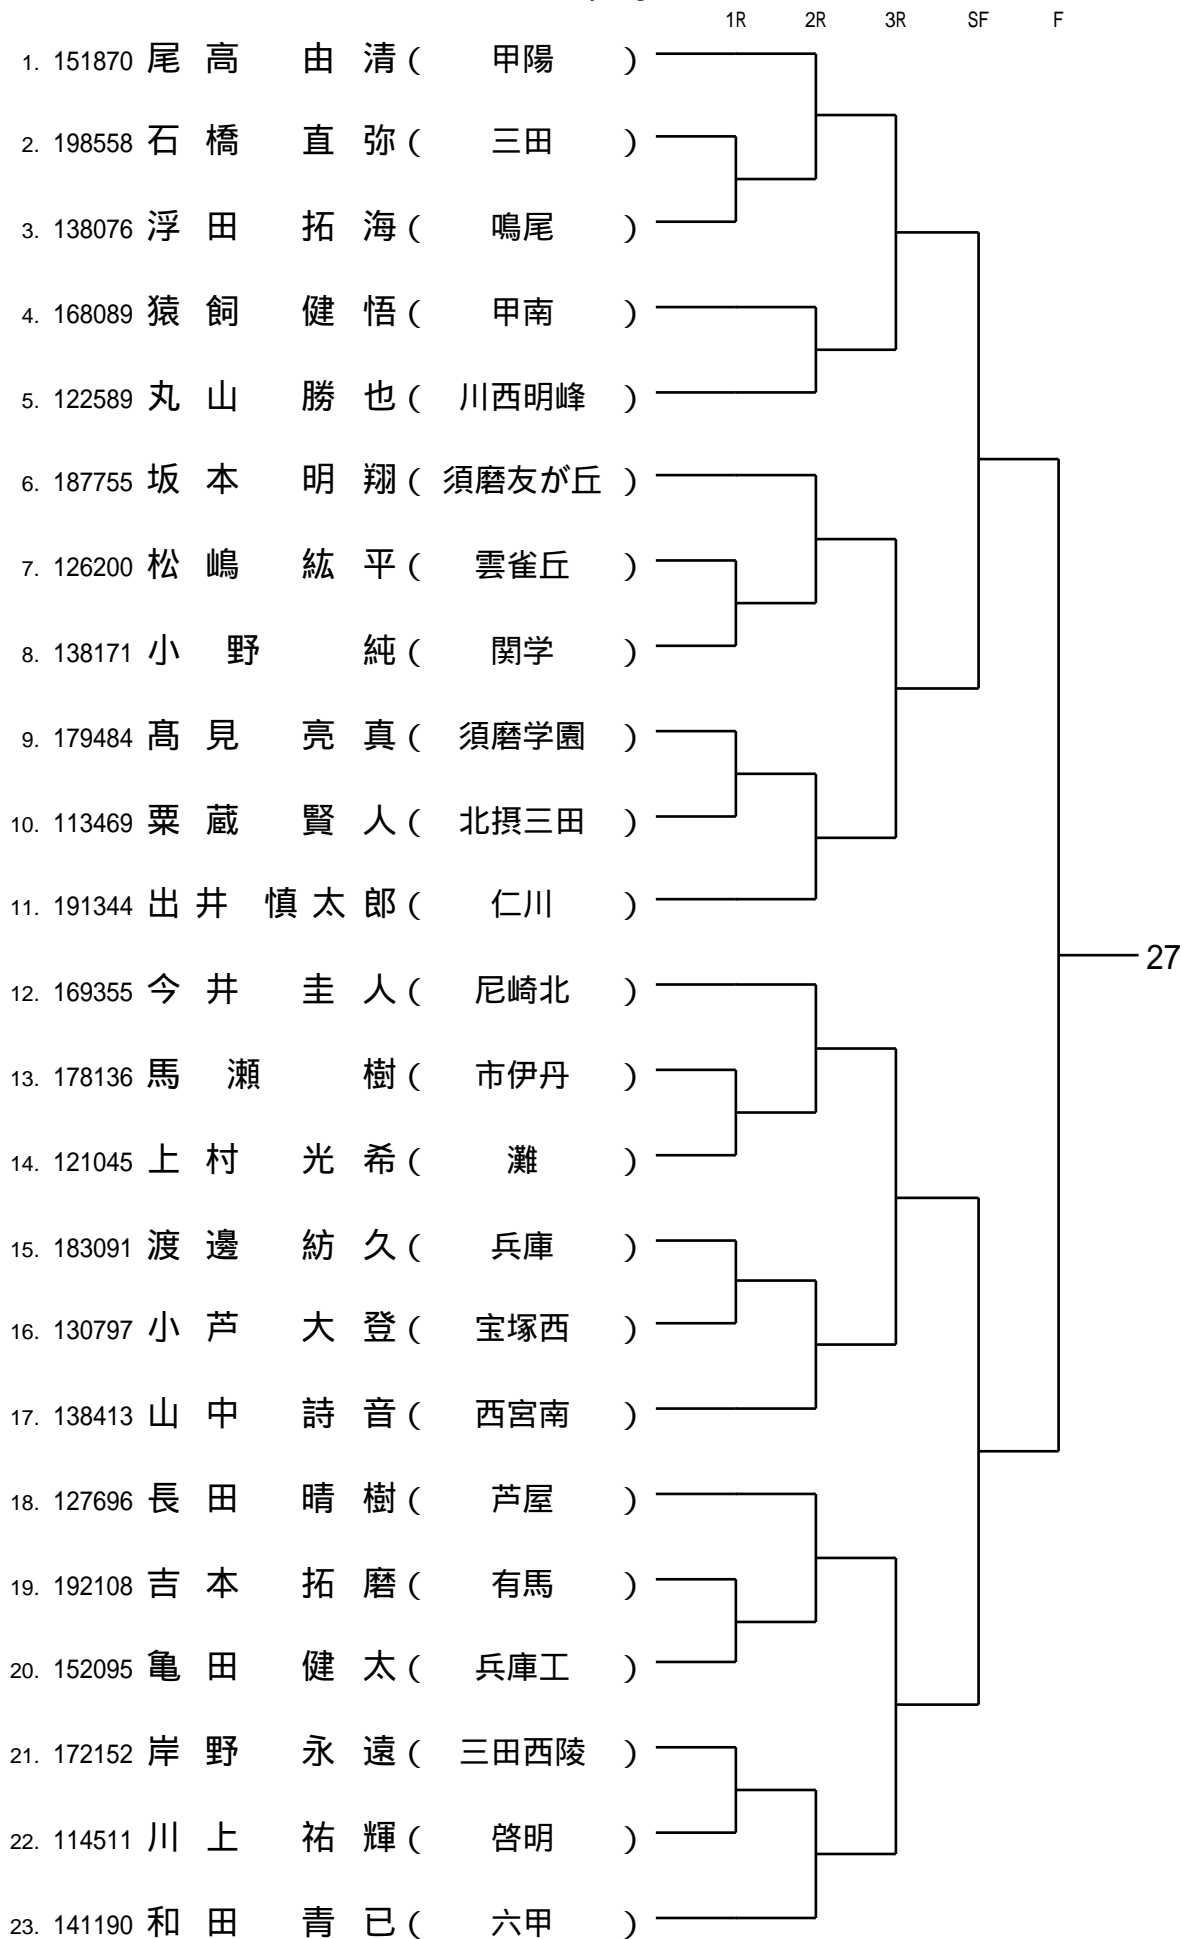 1R 2R 3R SF F
1. 151870 尾高 由清 ( 甲陽 )
2. 198558 石橋 直弥 ( 三田 )
3. 138076 浮田 拓海 ( 鳴尾 )
4. 168089 猿飼 健悟 ( 甲南 )
5. 122589 丸山 勝也 ( 川西明峰 )
6. 187755 坂本 明翔 ( 須磨友が丘 )
7. 126200 松嶋 紘平 ( 雲雀丘 )
8. 138171 小野 純 ( 関学 )
9. 179484 髙見 亮真 ( 須磨学園 )
10. 113469 粟蔵 賢人 ( 北摂三田 )
11. 191344 出井 慎太郎 ( 仁川 )
27
12. 169355 今井 圭人 ( 尼崎北 )
13. 178136 馬瀬 樹 ( 市伊丹 )
14. 121045 上村 光希 ( 灘 )
15. 183091 渡邊 紡久 ( 兵庫 )
16. 130797 小芦 大登 ( 宝塚西 )
17. 138413 山中 詩音 ( 西宮南 )
18. 127696 長田 晴樹 ( 芦屋 )
19. 192108 吉本 拓磨 ( 有馬 )
20. 152095 亀田 健太 ( 兵庫工 )
21. 172152 岸野 永遠 ( 三田西陵 )
22. 114511 川上 祐輝 ( 啓明 )
23. 141190 和田 青已 ( 六甲 )